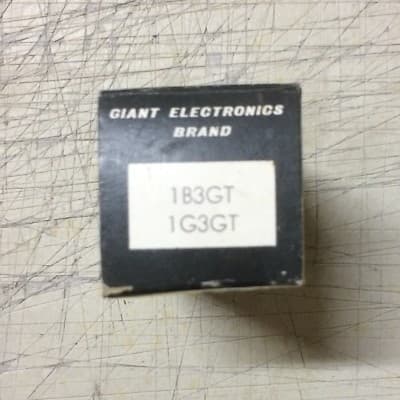 GIANT ELECTRONICS
BRAND
1B3GT
1G3GT